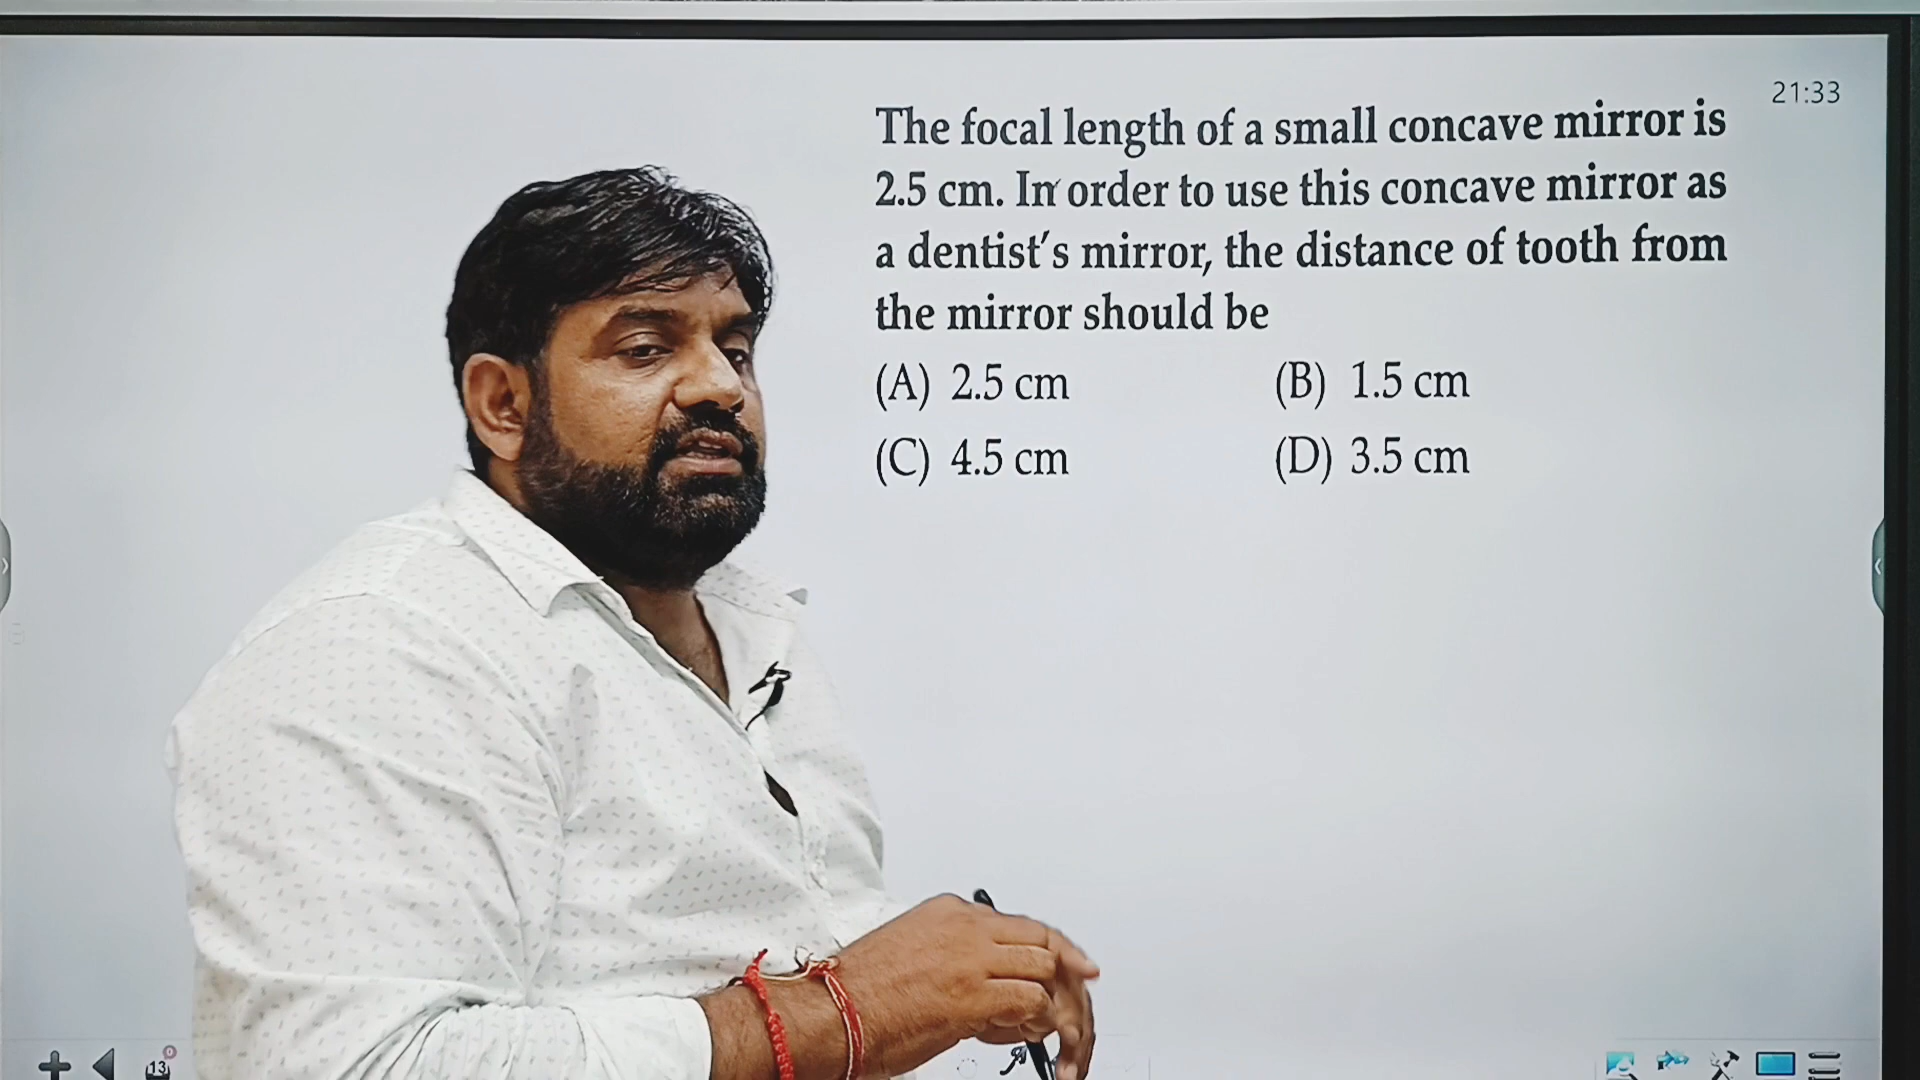 21:33
The focal length of a small concave mirror is
2.5 cm. In order to use this concave mirror as
a dentist's mirror, the distance of tooth from
the mirror should be
(A) 2.5 cm (B) 1.5 cm
(C) 4.5 cm (D) 3.5 cm
13
0